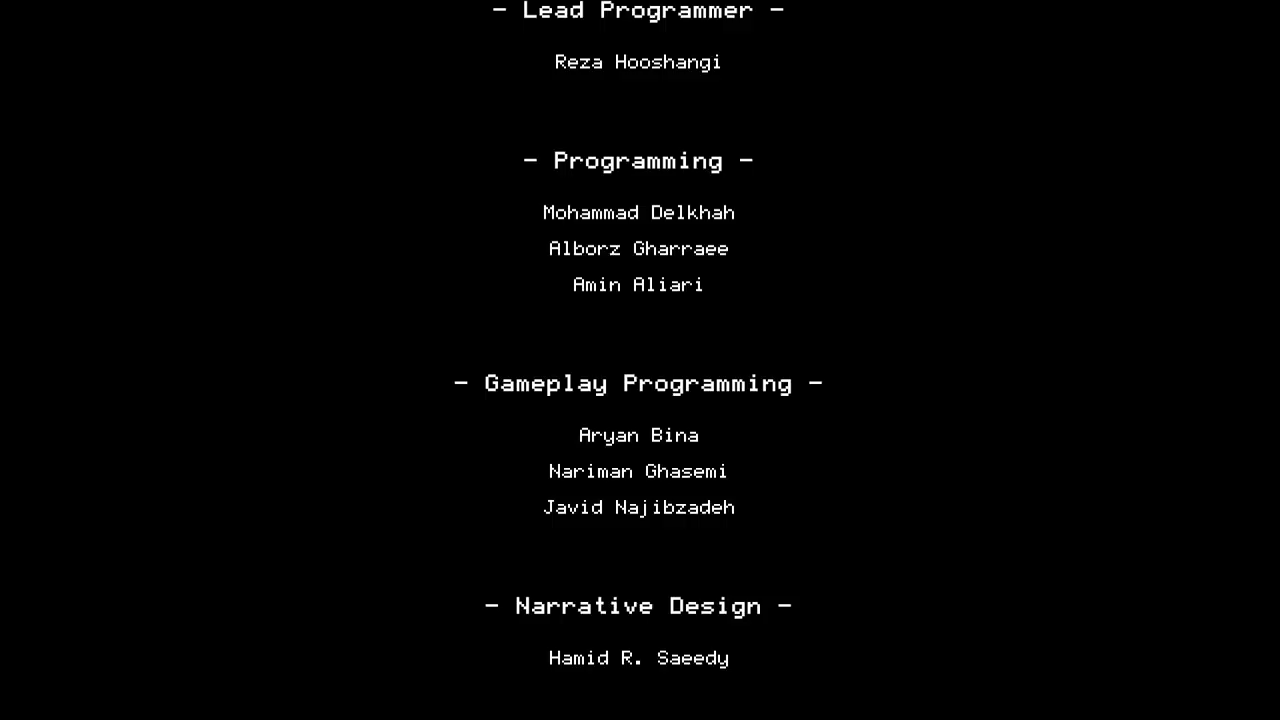 - Lead Programmer -
Reza Hooshangi
- Programming -
Mohammad Delkhah
Alborz Gharraee
Amin Aliari
- Gameplay Programming -
Aryan Bina
Nariman Ghasemi
Javid Najibzadeh
- Narrative Design -
Hamid R. Saeedy